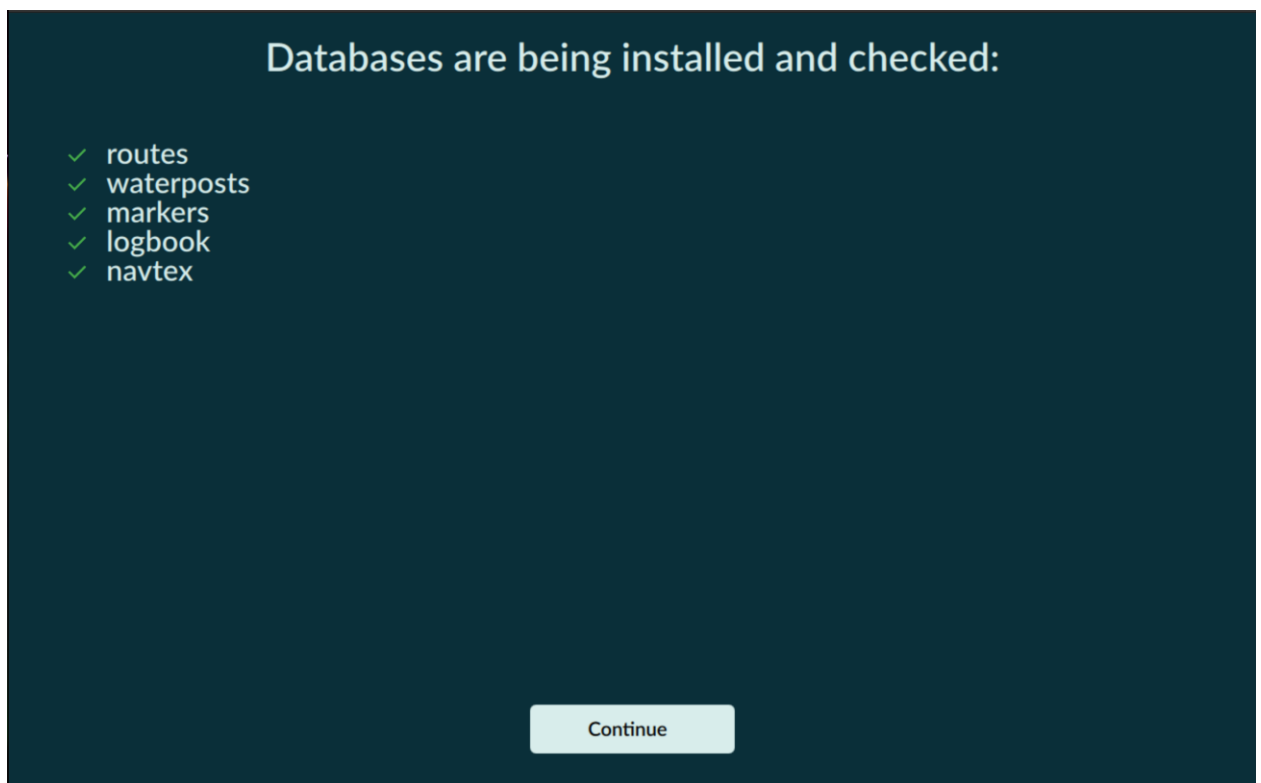 Databases are being installed and checked:
routes
waterposts
markers
logbook
navtex
Continue